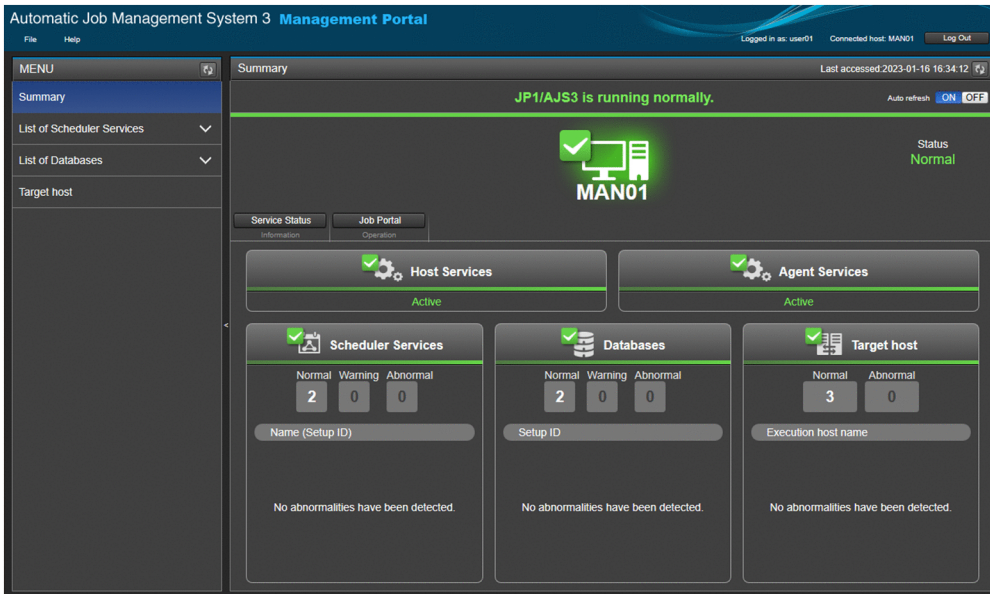 Automatic Job Management System 3 Management Portal
File Help
Logged in as: user01 Connected host: MAN01 Log Out
MENU
Summary
List of Scheduler Services
List of Databases
Target host
<
Summary
Last accessed:2023-01-16 16:34:12
JP1/AJS3 is running normally.
Auto refresh ON OFF
MAN01
Status
Normal
Service Status
Information
Job Portal
Operation
Host Services
Active
Agent Services
Active
Scheduler Services
Normal Warning Abnormal
2 0 0
Name (Setup ID)
No abnormalities have been detected.
Databases
Normal Warning Abnormal
2 0 0
Setup ID
No abnormalities have been detected.
Target host
Normal Abnormal
3 0
Execution host name
No abnormalities have been detected.